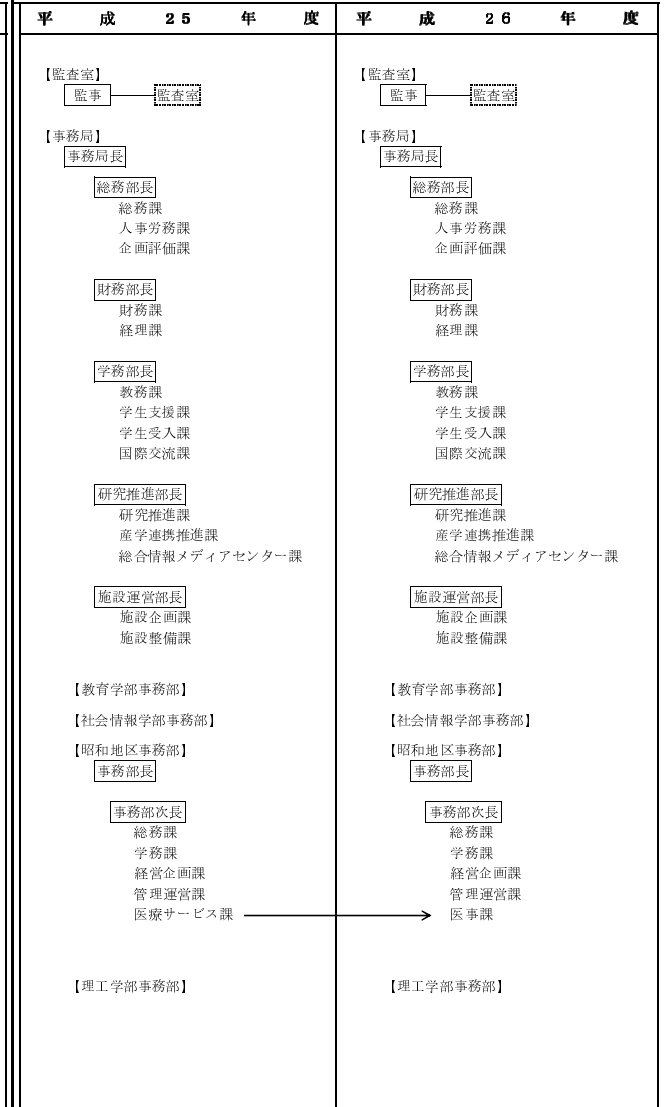 平成25年度
【監査室】
監事
監査室
【事務局】
事務局長
総務部長
総務課
人事労務課
企画評価課
財務部長
財務課
経理課
学務部長
教務課
学生支援課
学生受入課
国際交流課
研究推進部長
研究推進課
産学連携推進課
総合情報メディアセンター課
施設運営部長
施設企画課
施設整備課
【教育学部事務部】
【社会情報学部事務部】
【昭和地区事務部】
事務部長
事務部次長
総務課
学務課
経営企画課
管理運営課
医療サービス課
【理工学部事務部】
平成26年度
【監査室】
監事
監査室
【事務局】
事務局長
総務部長
総務課
人事労務課
企画評価課
財務部長
財務課
経理課
学務部長
教務課
学生支援課
学生受入課
国際交流課
研究推進部長
研究推進課
産学連携推進課
総合情報メディアセンター課
施設運営部長
施設企画課
施設整備課
【教育学部事務部】
【社会情報学部事務部】
【昭和地区事務部】
事務部長
事務部次長
総務課
学務課
経営企画課
管理運営課
医事課
【理工学部事務部】